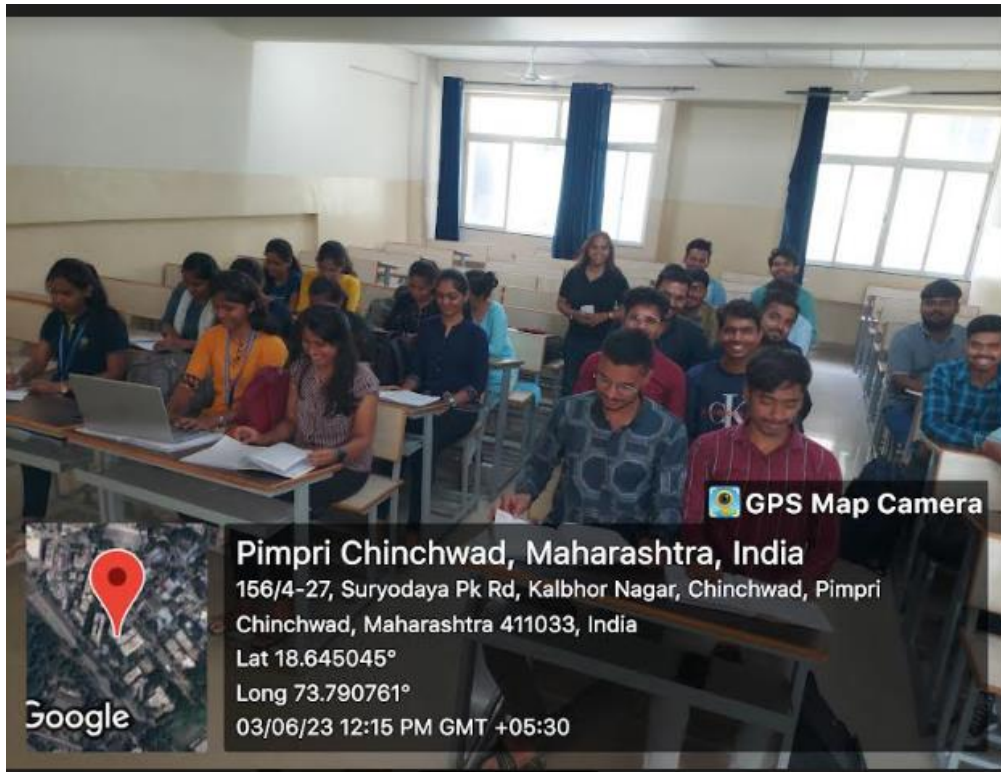 GPS Map Camera
Pimpri Chinchwad, Maharashtra, India
156/4-27, Suryodaya Pk Rd, Kalbhor Nagar, Chinchwad, Pimpri
Chinchwad, Maharashtra 411033, India
Lat 18.645045°
Long 73.790761°
03/06/23 12:15 PM GMT +05:30
Google
CK